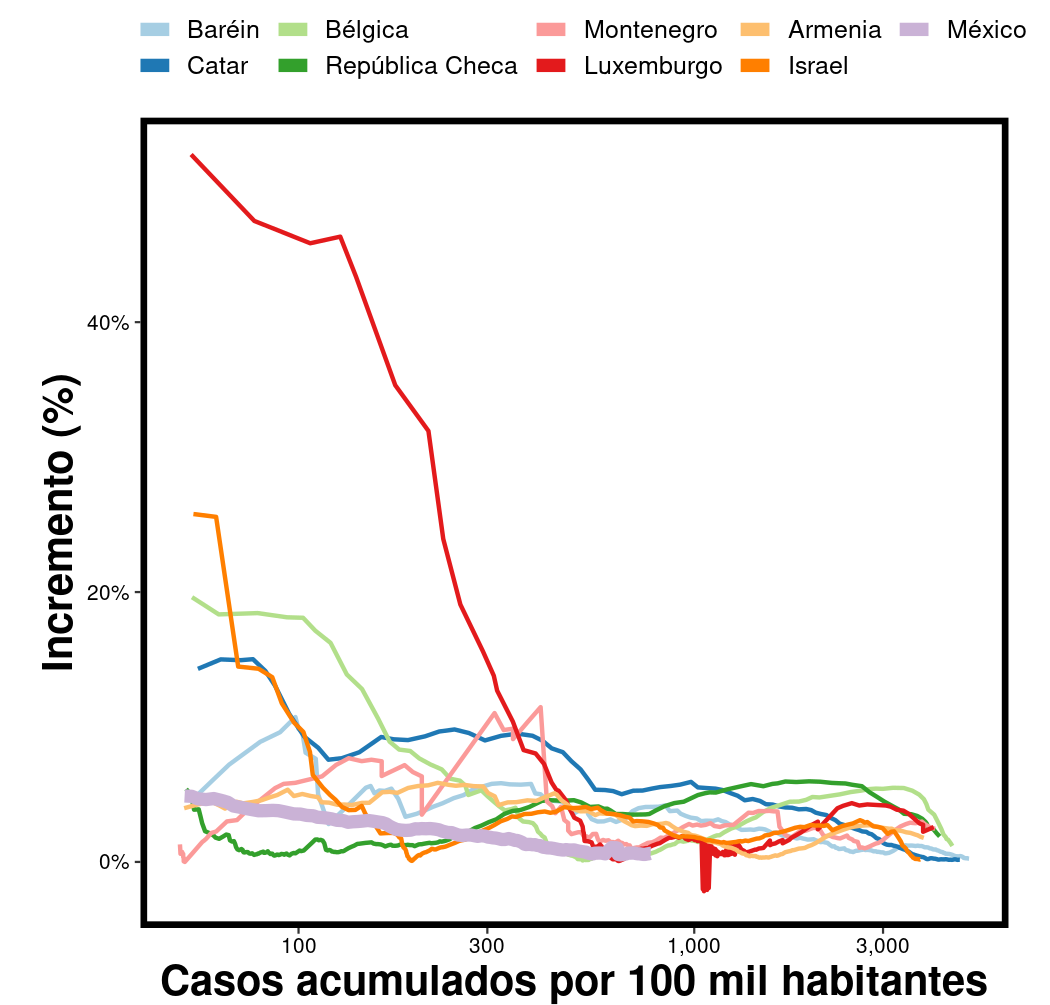 Baréin Bélgica Montenegro Armenia México
Catar República Checa Luxemburgo Israel
40%
20%
0%
Incremento (%)
100 300 1,000 3,000
Casos acumulados por 100 mil habitantes